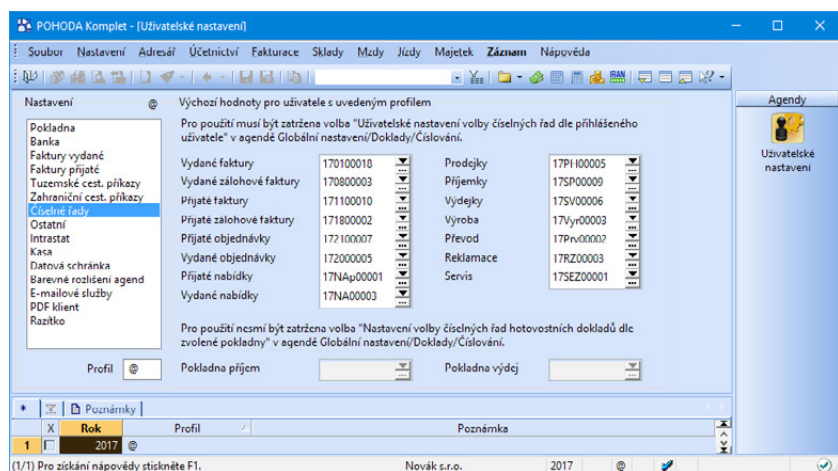 POHODA Komplet - [Uživatelské nastavení]
Soubor Nastavení Adresář Účetnictví Fakturace Sklady Mzdy Jízdy Majetek Záznam Nápověda
Nastavení @ Výchozí hodnoty pro uživatele s uvedeným profilem
Agendy
Uživatelské
nastavení
Pokladna
Banka
Faktury vydané
Faktury přijaté
Tuzemské cest. příkazy
Zahraniční cest. příkazy
Číselné řady
Ostatní
Intrastat
Kasa
Datová schránka
Barevné rozlišení agend
E-mailové služby
PDF klient
Razítko
Profil @
Pro použití musí být zatržena volba "Uživatelské nastavení volby číselných řad dle přihlášeného
uživatele" v agendě Globální nastavení/Doklady/Číslování.
Vydané faktury 170100018 Prodejky 17PH00005
Vydané zálohové faktury 170800003 Příjemky 17SP00009
Přijaté faktury 171100010 Výdejky 17SV00006
Přijaté zálohové faktury 171800002 Výroba 17Vyr00003
Přijaté objednávky 172100007 Převod 17Prv00002
Vydané objednávky 172000005 Reklamace 17RZ00003
Přijaté nabídky 17NAp00001 Servis 17SEZ00001
Vydané nabídky 17NA00003
Pro použití nesmí být zatržena volba "Nastavení volby číselných řad hotovostních dokladů dle
zvolené pokladny" v agendě Globální nastavení/Doklady/Číslování.
Pokladna příjem Pokladna výdej
* Poznámky
X Rok Profil Poznámka
1 2017 @
(1/1) Pro získání nápovědy stiskněte F1. Novák s.r.o. 2017 @